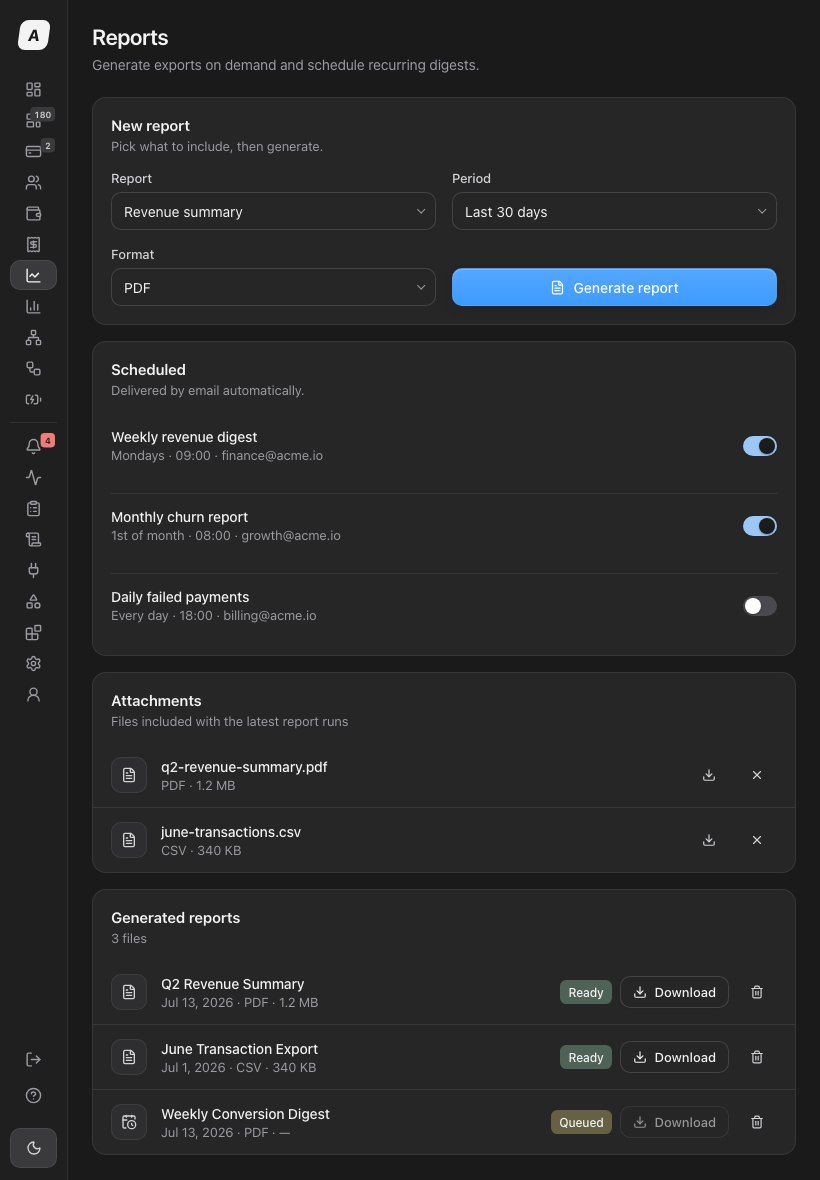 A
180
2
4
Reports
Generate exports on demand and schedule recurring digests.
New report
Pick what to include, then generate.
Report
Period
Revenue summary
Last 30 days
Format
PDF
Generate report
Scheduled
Delivered by email automatically.
Weekly revenue digest
Mondays · 09:00 · finance@acme.io
Monthly churn report
1st of month · 08:00 · growth@acme.io
Daily failed payments
Every day · 18:00 · billing@acme.io
Attachments
Files included with the latest report runs
q2-revenue-summary.pdf
PDF · 1.2 MB
june-transactions.csv
CSV · 340 KB
Generated reports
3 files
Q2 Revenue Summary
Jul 13, 2026 · PDF · 1.2 MB
Ready
Download
June Transaction Export
Jul 1, 2026 · CSV · 340 KB
Ready
Download
Weekly Conversion Digest
Jul 13, 2026 · PDF · —
Queued
Download